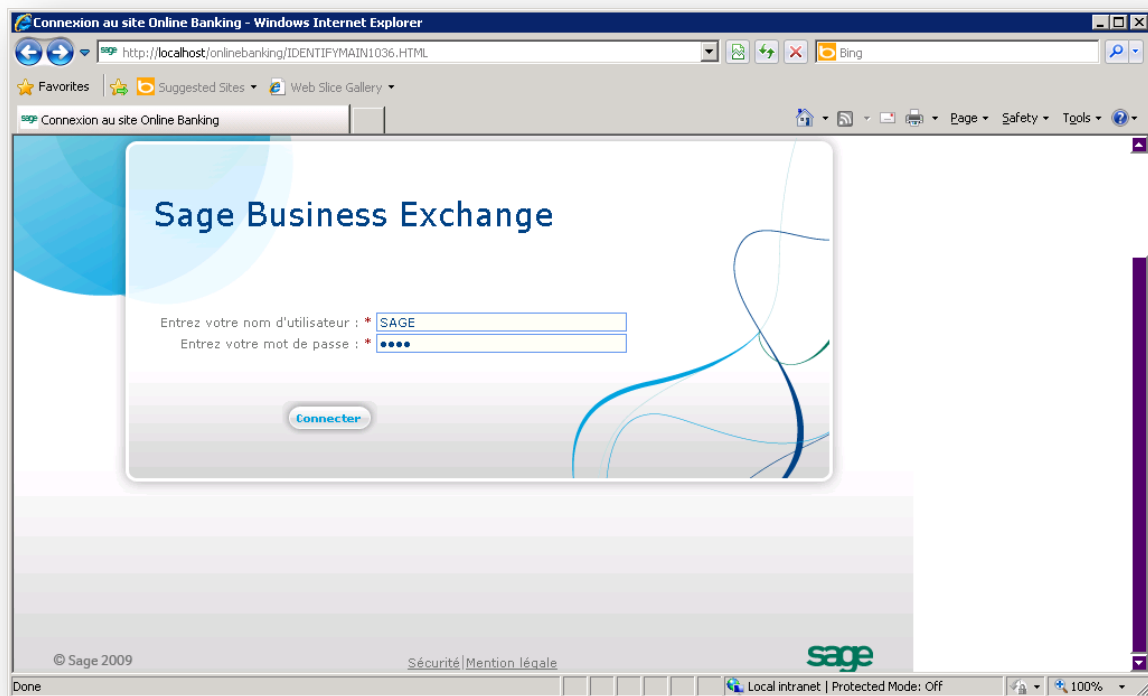 Connexion au site Online Banking - Windows Internet Explorer
sage http://localhost/onlinebanking/IDENTIFYMAIN1036.HTML Bing
Favorites Suggested Sites Web Slice Gallery
sage Connexion au site Online Banking Page Safety Tools
Sage Business Exchange
Entrez votre nom d'utilisateur : * SAGE
Entrez votre mot de passe : * ••••
Connecter
© Sage 2009 Sécurité|Mention légale sage
Done Local intranet | Protected Mode: Off 100%